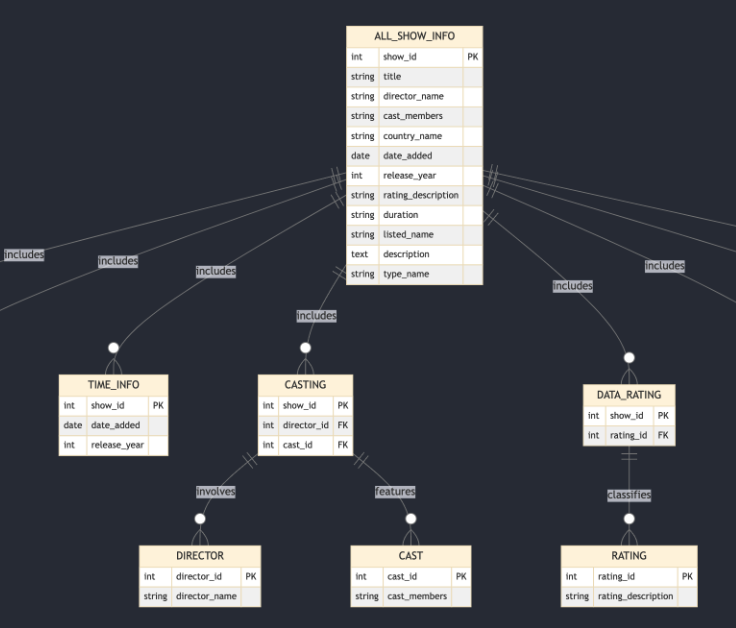 ALL_SHOW_INFO
int show_id PK
string title
string director_name
string cast_members
string country_name
date date_added
int release_year
string rating_description
string duration
string listed_name
text description
string type_name
includes
includes
includes
includes
includes
includes
TIME_INFO
int show_id PK
date date_added
int release_year
CASTING
int show_id PK
int director_id FK
int cast_id FK
DATA_RATING
int show_id PK
int rating_id FK
involves
features
classifies
DIRECTOR
int director_id PK
string director_name
CAST
int cast_id PK
string cast_members
RATING
int rating_id PK
string rating_description